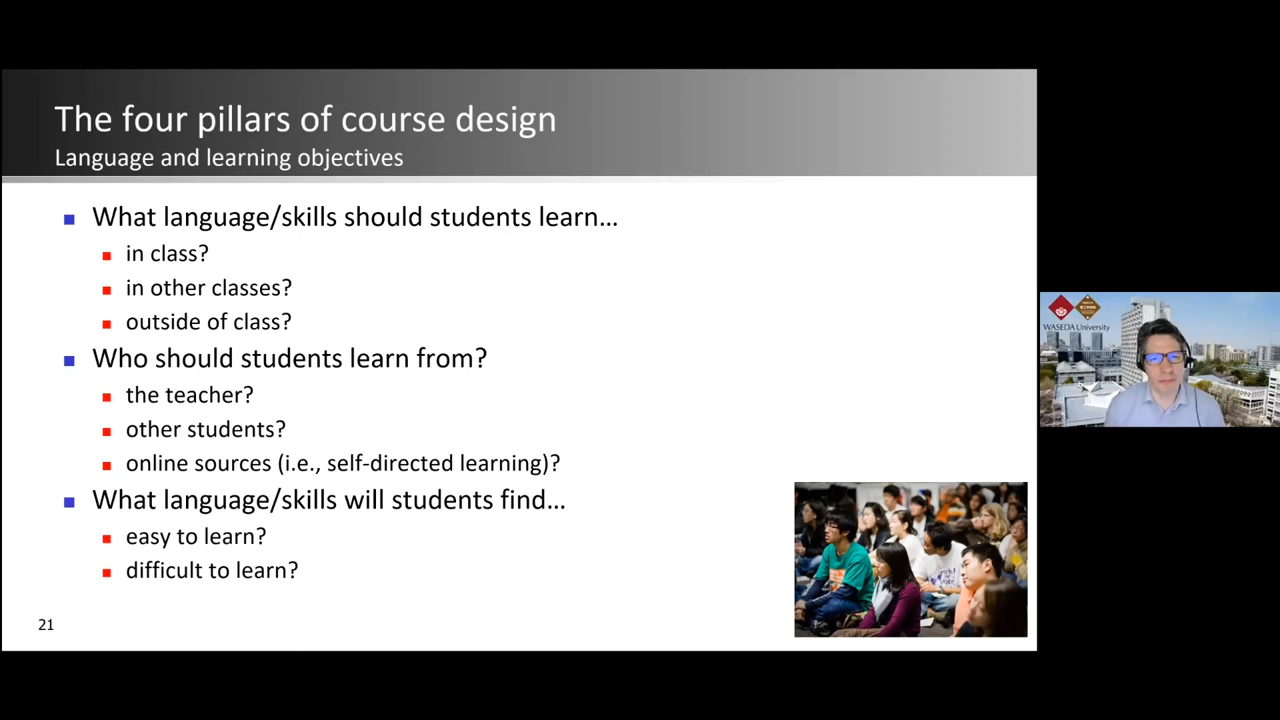 The four pillars of course design
Language and learning objectives
What language/skills should students learn…
in class?
in other classes?
outside of class?
Who should students learn from?
the teacher?
other students?
online sources (i.e., self-directed learning)?
What language/skills will students find…
easy to learn?
difficult to learn?
21
WASEDA University